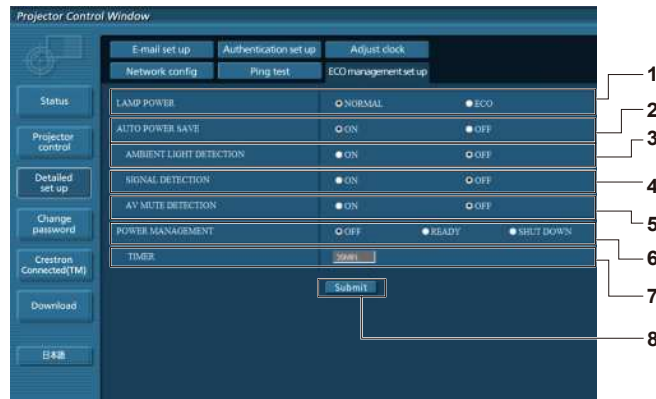 Projector Control Window
E-mail set up Authentication set up Adjust clock
Network config Ping test ECO management set up
Status
Projector control
Detailed set up
Change password
Crestron Connected(TM)
Download
日本語
LAMP POWER NORMAL ECO 1
AUTO POWER SAVE ON OFF 2
AMBIENT LIGHT DETECTION ON OFF 3
SIGNAL DETECTION ON OFF 4
AV MUTE DETECTION ON OFF 5
POWER MANAGEMENT OFF READY SHUT DOWN 6
TIMER 7
Submit 8